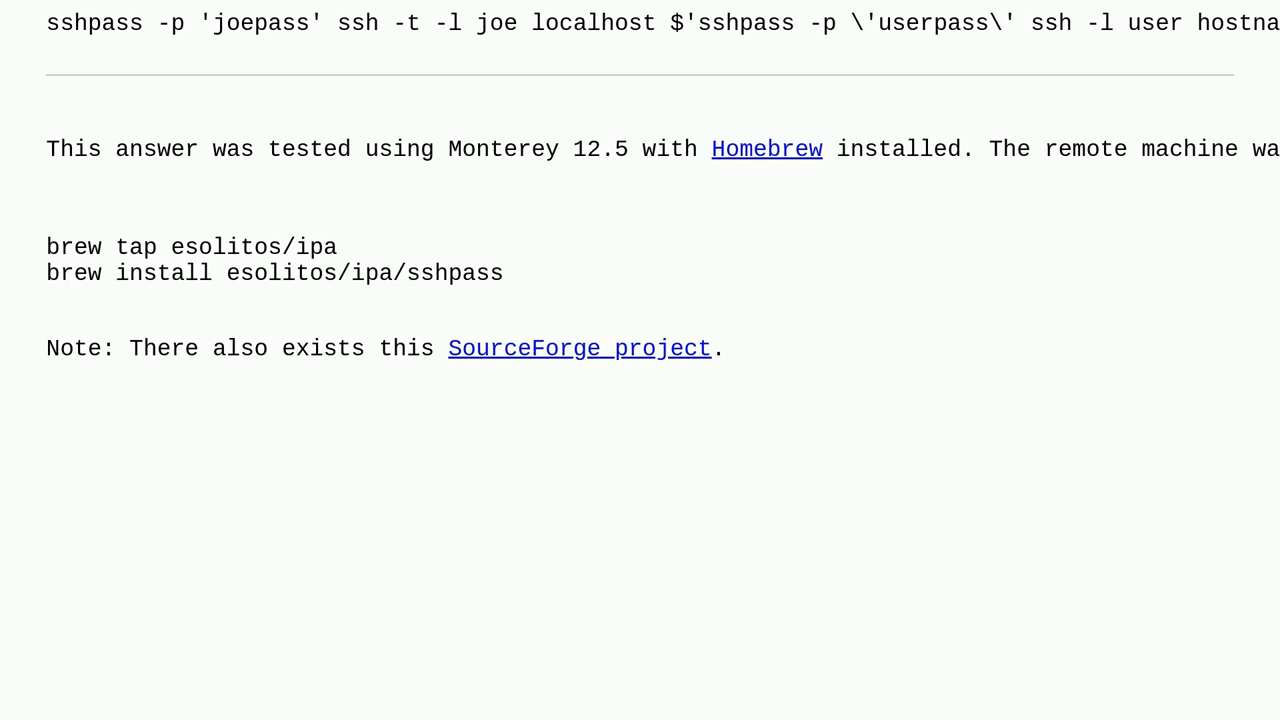 sshpass -p 'joepass' ssh -t -l joe localhost $'sshpass -p \'userpass\' ssh -l user hostna
This answer was tested using Monterey 12.5 with Homebrew installed. The remote machine wa
brew tap esolitos/ipa
brew install esolitos/ipa/sshpass
Note: There also exists this SourceForge project.